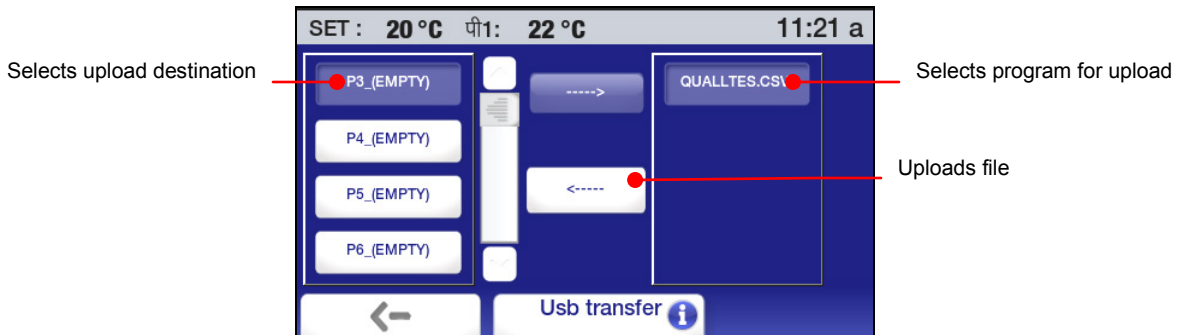 SET : 20 °C पी1: 22 °C 11:21 a
Selects upload destination
P3_(EMPTY)
----->
QUALLTES.CSV
Selects program for upload
P4_(EMPTY)
P5_(EMPTY)
<-----
Uploads file
P6_(EMPTY)
<-
Usb transfer i